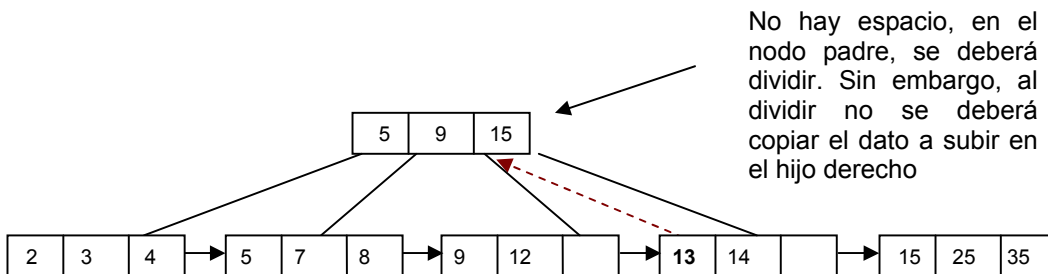 No hay espacio, en el
nodo padre, se deberá
dividir. Sin embargo, al
dividir no se deberá
copiar el dato a subir en
el hijo derecho
5 9 15
2 3 4 5 7 8 9 12 13 14 15 25 35